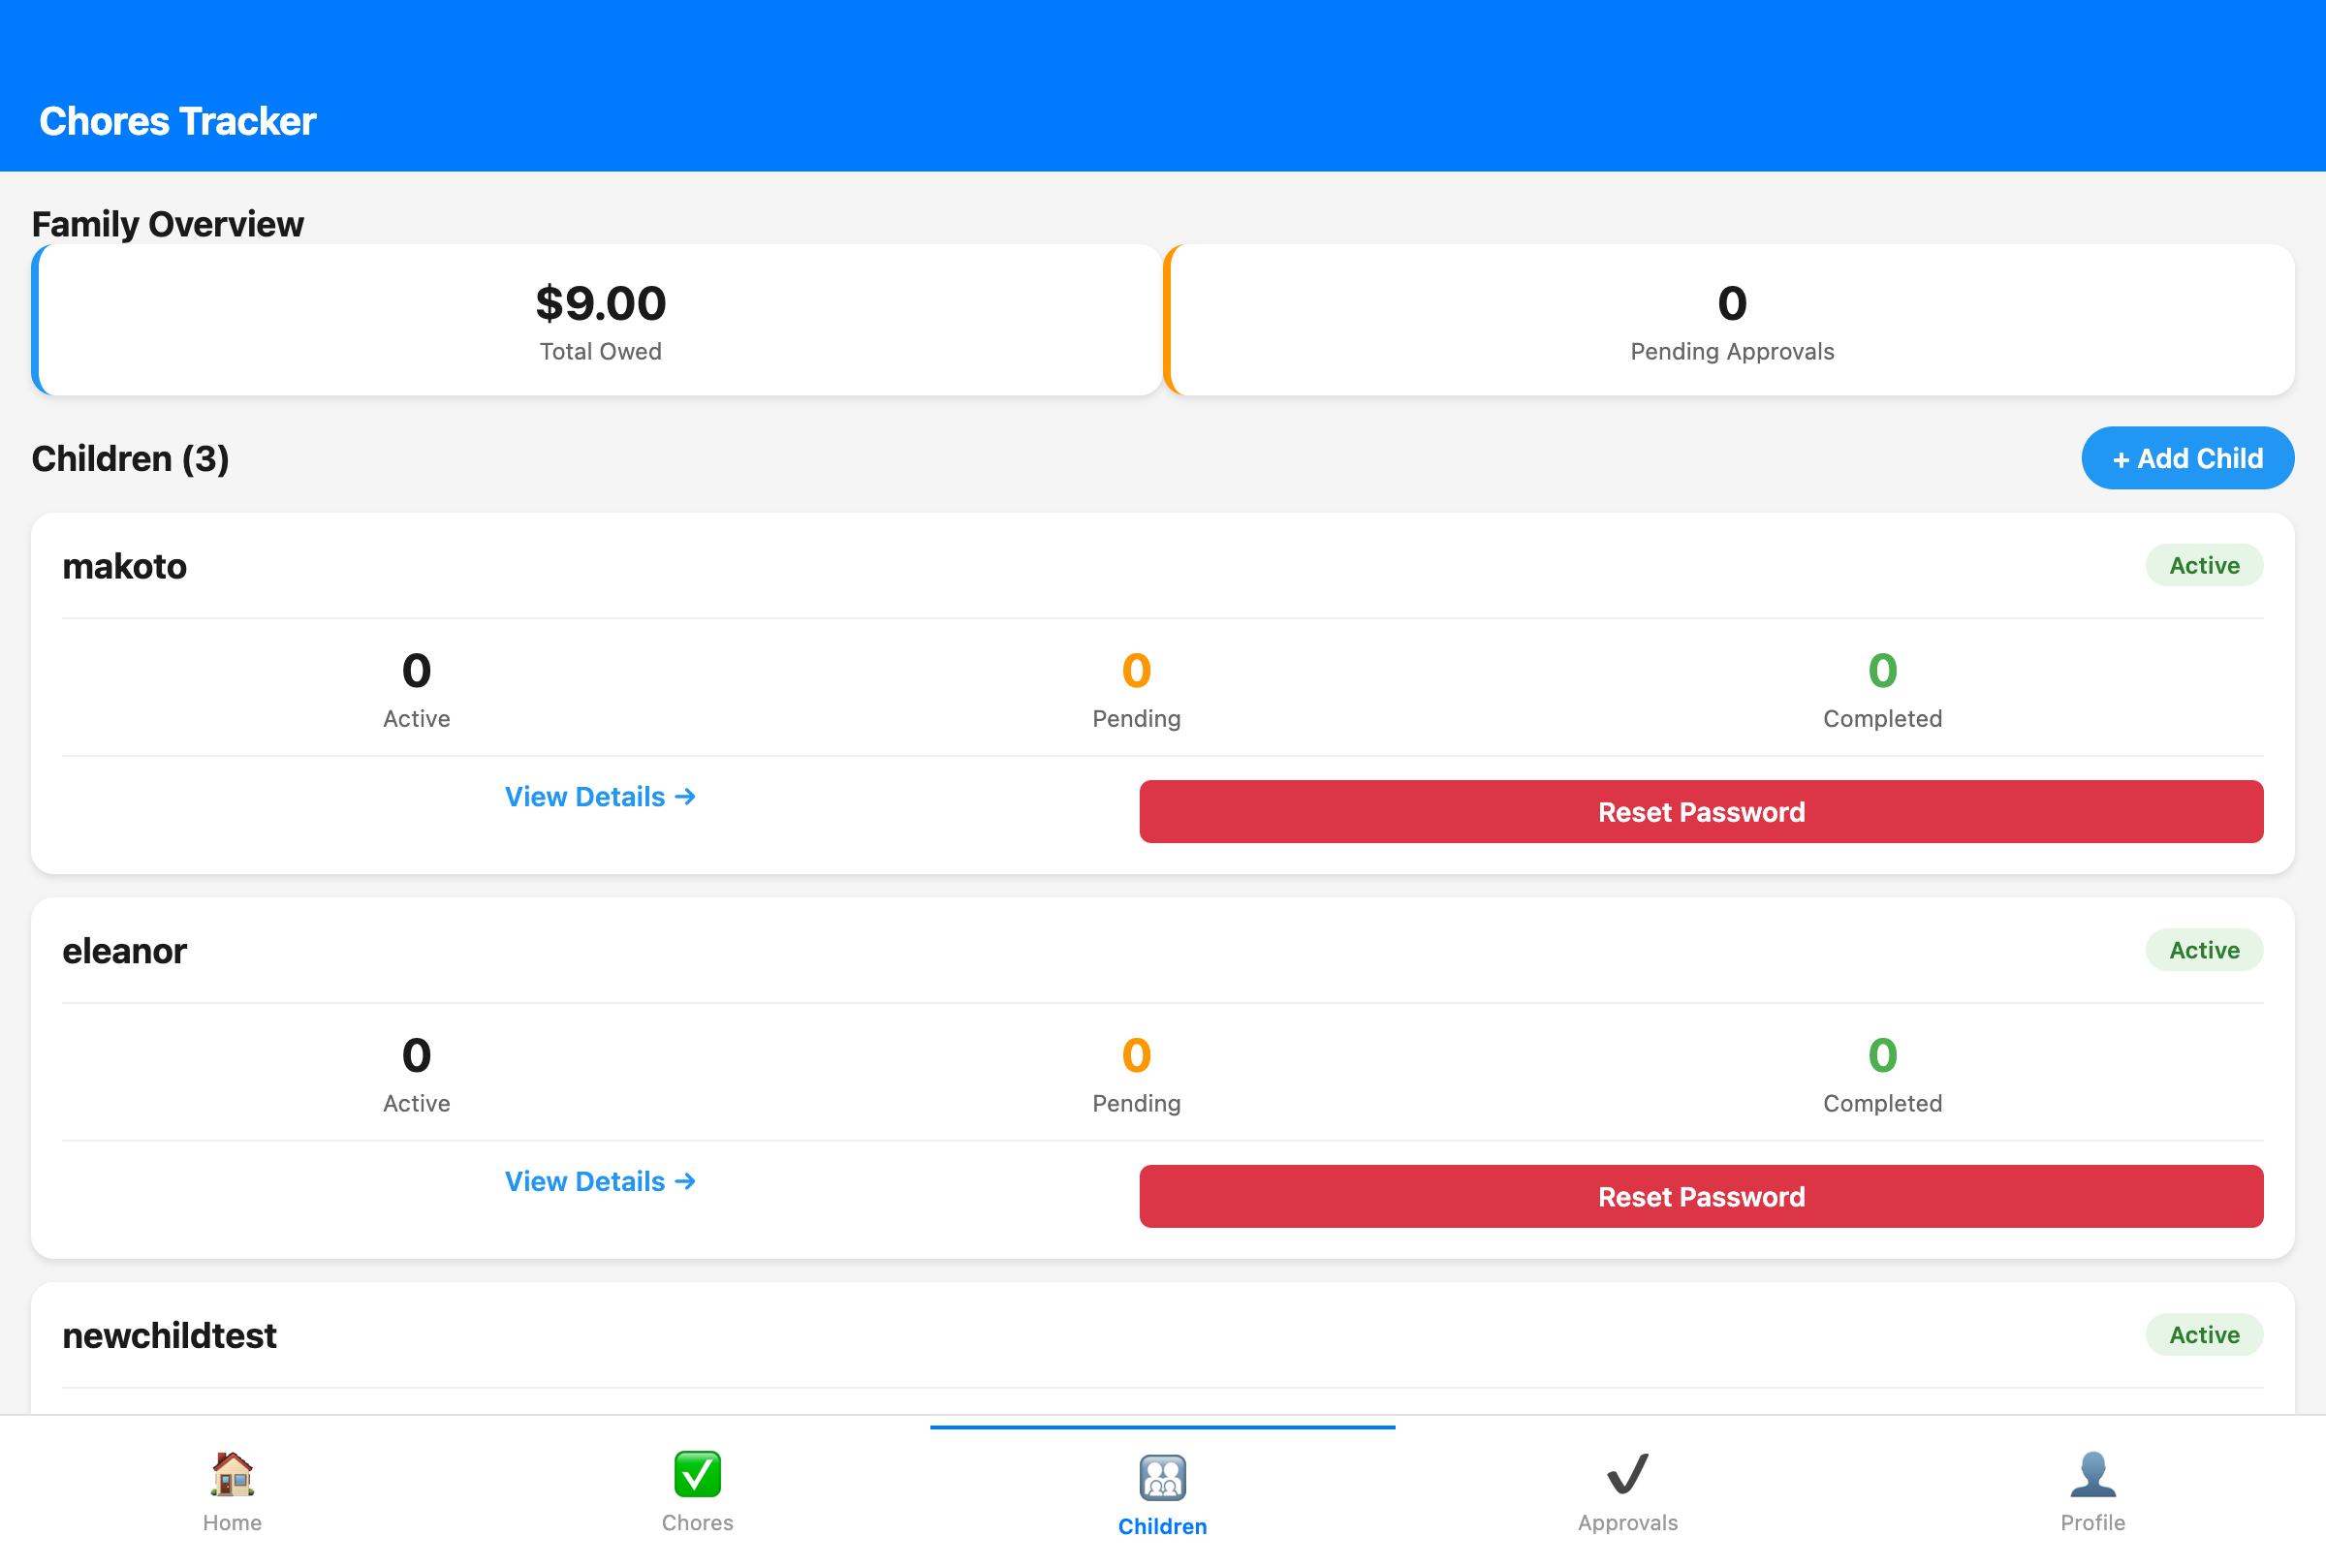 Chores Tracker
Family Overview
$9.00
Total Owed
0
Pending Approvals
Children (3)
+ Add Child
makoto
Active
0
Active
0
Pending
0
Completed
View Details →
Reset Password
eleanor
Active
0
Active
0
Pending
0
Completed
View Details →
Reset Password
newchildtest
Active
Home
Chores
Children
Approvals
Profile